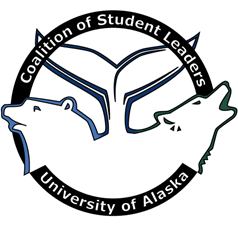 Coalition of Student Leaders
University of Alaska